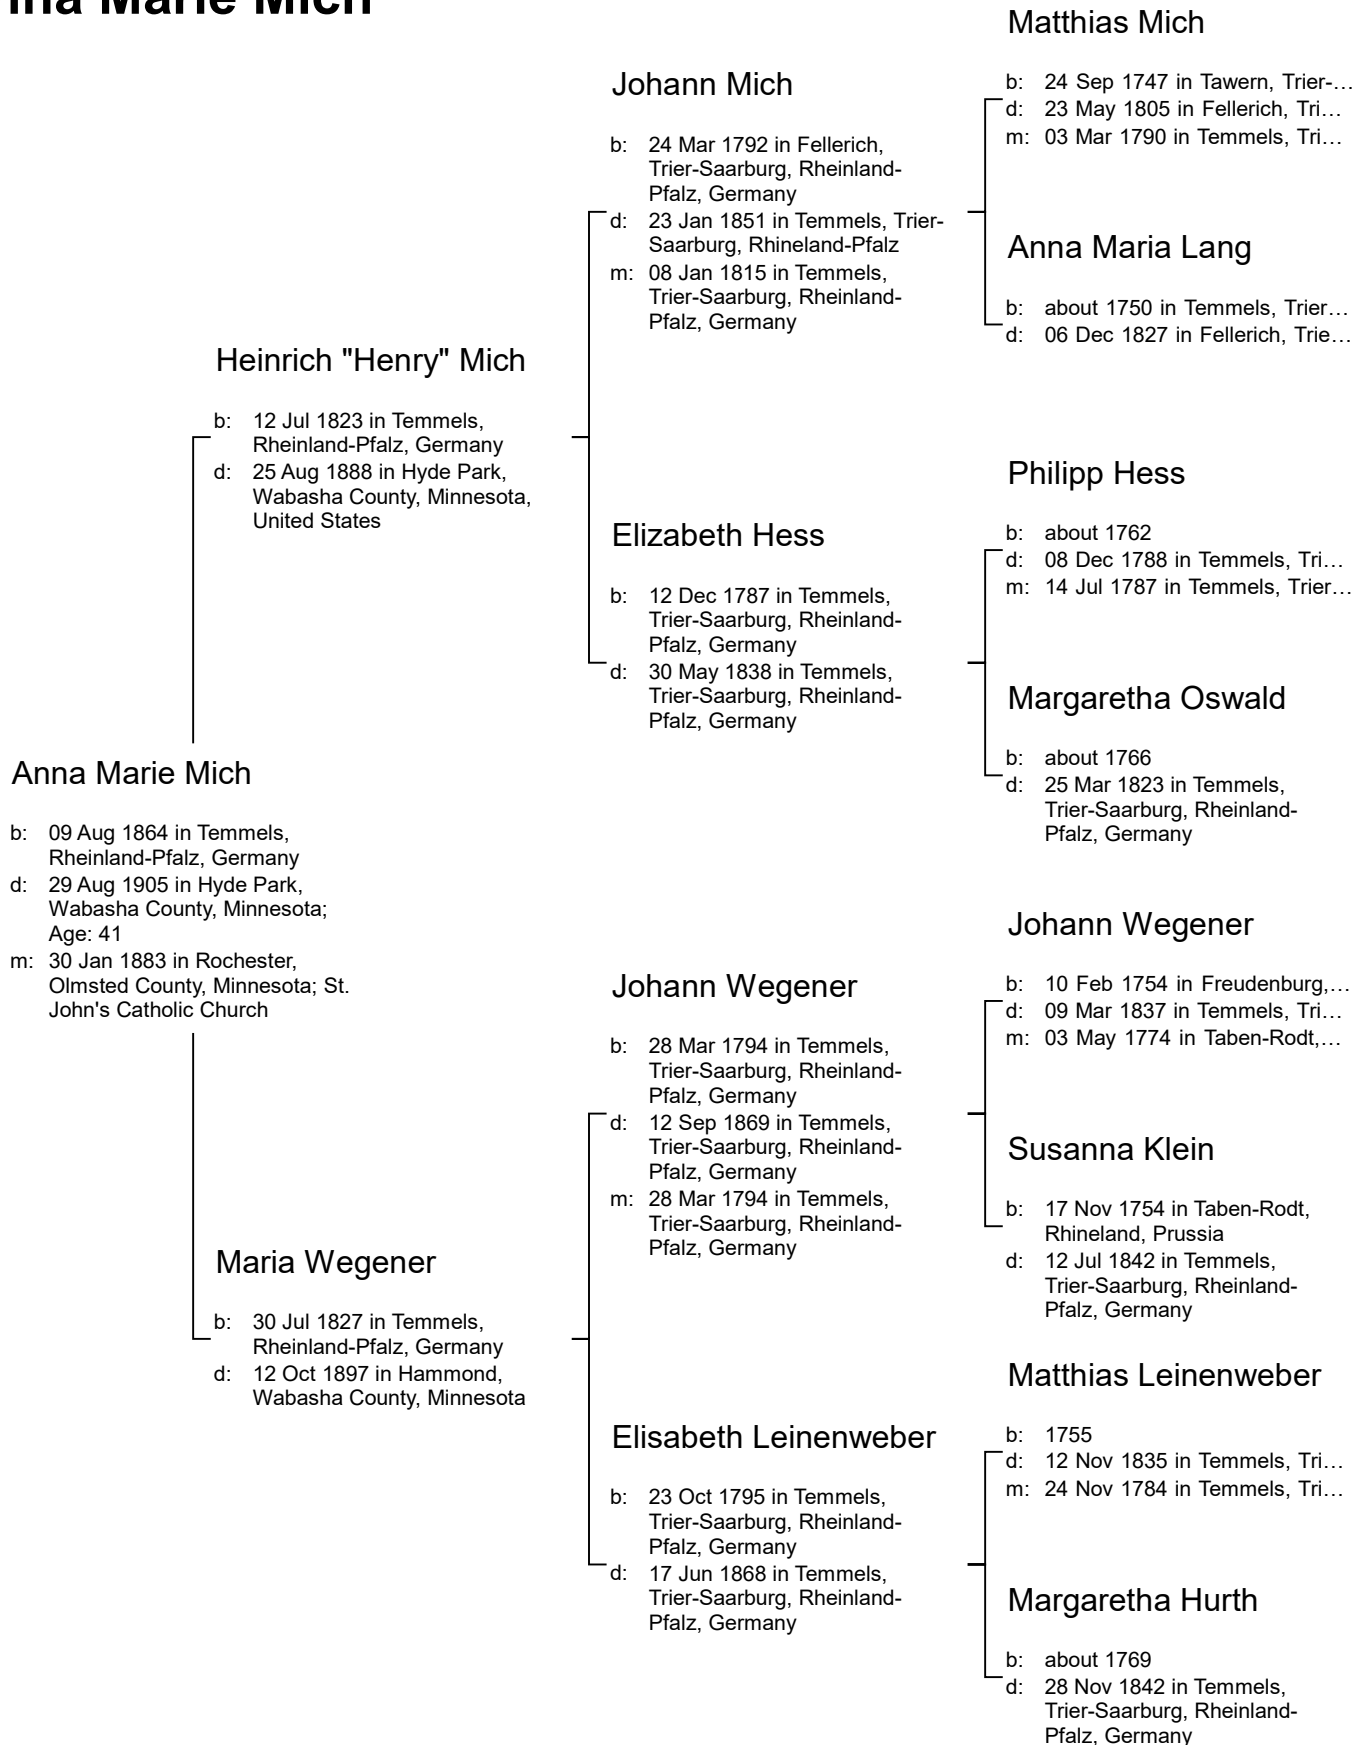 Marie Mich
Matthias Mich
b: 24 Sep 1747 in Tawern, Trier-…
d: 23 May 1805 in Fellerich, Tri…
m: 03 Mar 1790 in Temmels, Tri…
Johann Mich
b: 24 Mar 1792 in Fellerich,
Trier-Saarburg, Rheinland-
Pfalz, Germany
d: 23 Jan 1851 in Temmels, Trier-
Saarburg, Rhineland-Pfalz
m: 08 Jan 1815 in Temmels,
Trier-Saarburg, Rheinland-
Pfalz, Germany
Anna Maria Lang
b: about 1750 in Temmels, Trier…
d: 06 Dec 1827 in Fellerich, Trie…
Heinrich "Henry" Mich
b: 12 Jul 1823 in Temmels,
Rheinland-Pfalz, Germany
d: 25 Aug 1888 in Hyde Park,
Wabasha County, Minnesota,
United States
Philipp Hess
b: about 1762
d: 08 Dec 1788 in Temmels, Tri…
m: 14 Jul 1787 in Temmels, Trier…
Elizabeth Hess
b: 12 Dec 1787 in Temmels,
Trier-Saarburg, Rheinland-
Pfalz, Germany
d: 30 May 1838 in Temmels,
Trier-Saarburg, Rheinland-
Pfalz, Germany
Margaretha Oswald
b: about 1766
d: 25 Mar 1823 in Temmels,
Trier-Saarburg, Rheinland-
Pfalz, Germany
Anna Marie Mich
b: 09 Aug 1864 in Temmels,
Rheinland-Pfalz, Germany
d: 29 Aug 1905 in Hyde Park,
Wabasha County, Minnesota;
Age: 41
m: 30 Jan 1883 in Rochester,
Olmsted County, Minnesota; St.
John's Catholic Church
Johann Wegener
b: 10 Feb 1754 in Freudenburg,…
d: 09 Mar 1837 in Temmels, Tri…
m: 03 May 1774 in Taben-Rodt,…
Johann Wegener
b: 28 Mar 1794 in Temmels,
Trier-Saarburg, Rheinland-
Pfalz, Germany
d: 12 Sep 1869 in Temmels,
Trier-Saarburg, Rheinland-
Pfalz, Germany
m: 28 Mar 1794 in Temmels,
Trier-Saarburg, Rheinland-
Pfalz, Germany
Susanna Klein
b: 17 Nov 1754 in Taben-Rodt,
Rhineland, Prussia
d: 12 Jul 1842 in Temmels,
Trier-Saarburg, Rheinland-
Pfalz, Germany
Maria Wegener
b: 30 Jul 1827 in Temmels,
Rheinland-Pfalz, Germany
d: 12 Oct 1897 in Hammond,
Wabasha County, Minnesota
Matthias Leinenweber
b: 1755
d: 12 Nov 1835 in Temmels, Tri…
m: 24 Nov 1784 in Temmels, Tri…
Elisabeth Leinenweber
b: 23 Oct 1795 in Temmels,
Trier-Saarburg, Rheinland-
Pfalz, Germany
d: 17 Jun 1868 in Temmels,
Trier-Saarburg, Rheinland-
Pfalz, Germany
Margaretha Hurth
b: about 1769
d: 28 Nov 1842 in Temmels,
Trier-Saarburg, Rheinland-
Pfalz, Germany